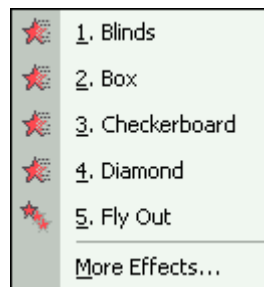 1. Blinds
2. Box
3. Checkerboard
4. Diamond
5. Fly Out
More Effects...